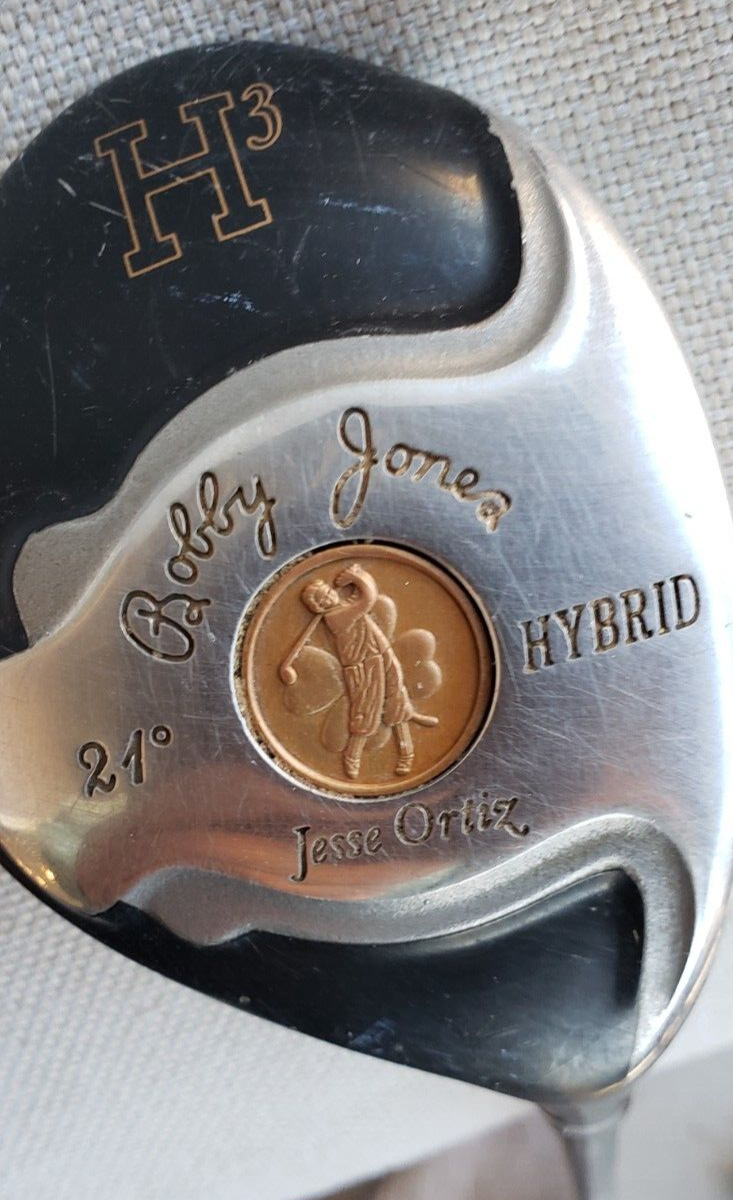 H³
Bobby Jones
HYBRID
21°
Jesse Ortiz